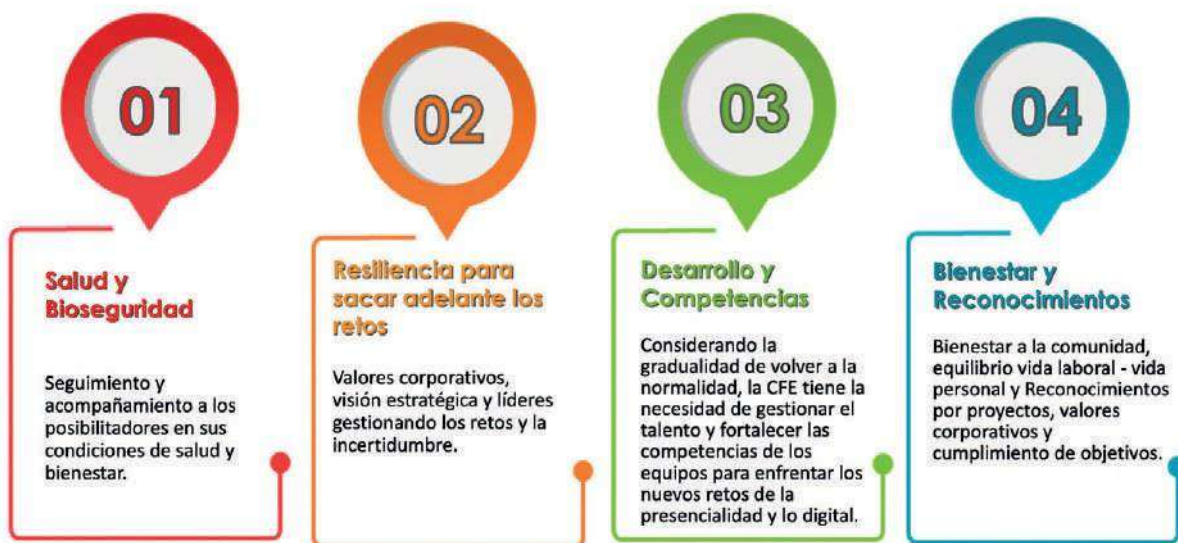 01
Salud y
Bioseguridad
Seguimiento y
acompañamiento a los
posibilitadores en sus
condiciones de salud y
bienestar.
02
Resiliencia para
sacar adelante los
retos
Valores corporativos,
visión estratégica y líderes
gestionando los retos y la
incertidumbre.
03
Desarrollo y
Competencias
Considerando la
gradualidad de volver a la
normalidad, la CFE tiene la
necesidad de gestionar el
talento y fortalecer las
competencias de los
equipos para enfrentar los
nuevos retos de la
presencialidad y lo digital.
04
Bienestar y
Reconocimientos
Bienestar a la comunidad,
equilibrio vida laboral - vida
personal y Reconocimientos
por proyectos, valores
corporativos y
cumplimiento de objetivos.